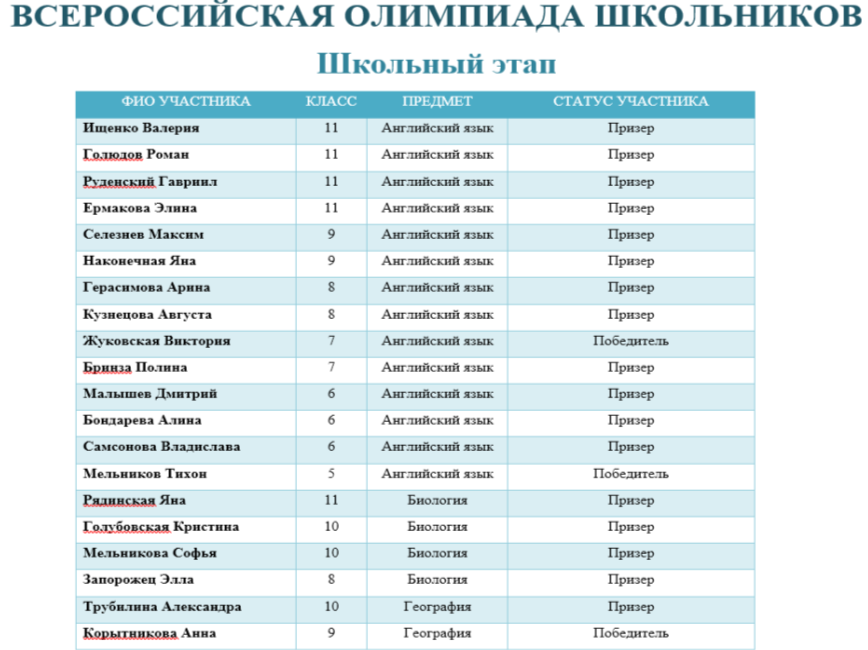 ВСЕРОССИЙСКАЯ ОЛИМПИАДА ШКОЛЬНИКОВ
Школьный этап
ФИО УЧАСТНИКА КЛАСС ПРЕДМЕТ СТАТУС УЧАСТНИКА
Ищенко Валерия 11 Английский язык Призер
Голюдов Роман 11 Английский язык Призер
Руденский Гавриил 11 Английский язык Призер
Ермакова Элина 11 Английский язык Призер
Селезнев Максим 9 Английский язык Призер
Наконечная Яна 9 Английский язык Призер
Герасимова Арина 8 Английский язык Призер
Кузнецова Августа 8 Английский язык Призер
Жуковская Виктория 7 Английский язык Победитель
Бринза Полина 7 Английский язык Призер
Малышев Дмитрий 6 Английский язык Призер
Бондарева Алина 6 Английский язык Призер
Самсонова Владислава 6 Английский язык Призер
Мельников Тихон 5 Английский язык Победитель
Рядинская Яна 11 Биология Призер
Голубовская Кристина 10 Биология Призер
Мельникова Софья 10 Биология Призер
Запорожец Элла 8 Биология Призер
Трубилина Александра 10 География Призер
Корытникова Анна 9 География Победитель